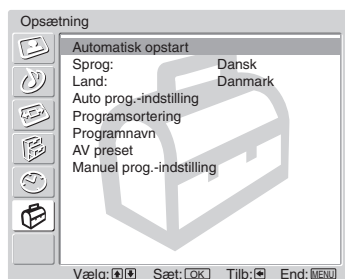 Opsætning
Automatisk opstart
Sprog: Dansk
Land: Danmark
Auto prog.-indstilling
Programsortering
Programnavn
AV preset
Manuel prog.-indstilling
Vælg: Sæt: OK Tilb: End: MENU